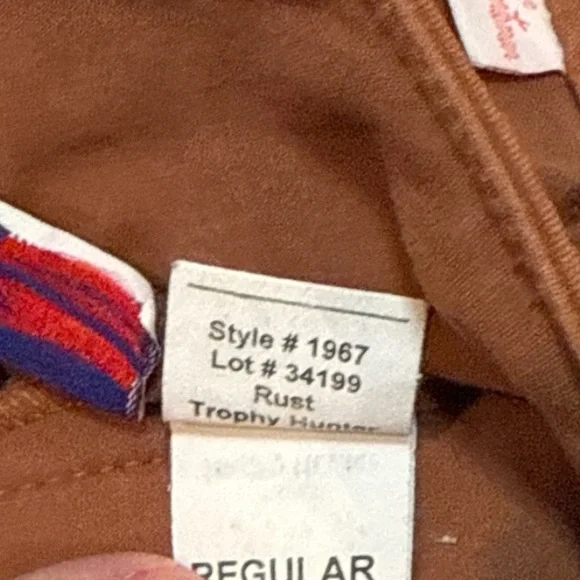 Style # 1967
Lot # 34199
Rust
Trophy Hunter
REGULAR